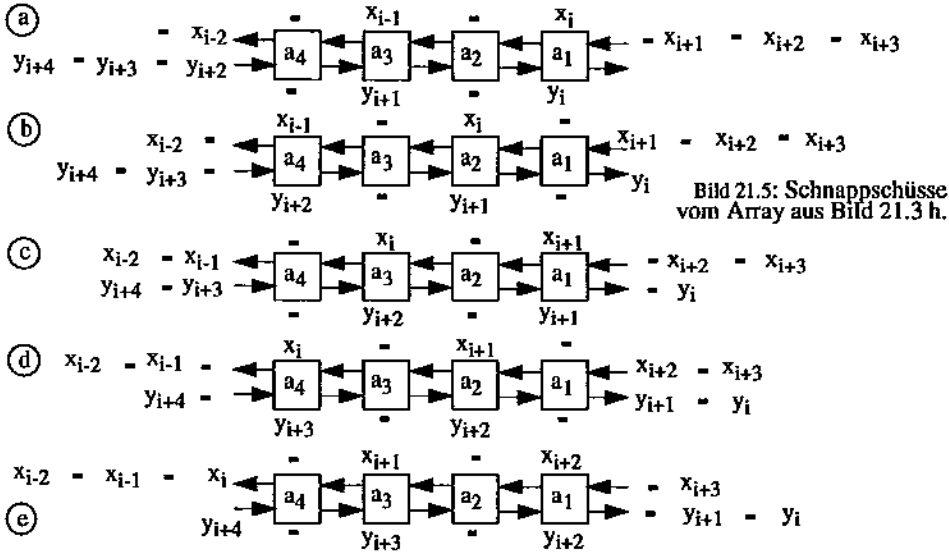 a
- x_{i-1} - x_i
- x_{i-2} a_4 a_3 a_2 a_1 - x_{i+1} - x_{i+2} - x_{i+3}
y_{i+4} - y_{i+3} - y_{i+2}
- y_{i+1} - y_i
b
x_{i-1} - x_i -
x_{i-2} - a_4 a_3 a_2 a_1 x_{i+1} - x_{i+2} - x_{i+3}
y_{i+4} - y_{i+3} - y_i
y_{i+2} - y_{i+1} -
Bild 21.5: Schnappschüsse
vom Array aus Bild 21.3 h.
c
- x_i - x_{i+1}
x_{i-2} - x_{i-1} a_4 a_3 a_2 a_1 - x_{i+2} - x_{i+3}
y_{i+4} - y_{i+3} - y_i
- y_{i+2} - y_{i+1}
d
x_i - x_{i+1} -
x_{i-2} - x_{i-1} - a_4 a_3 a_2 a_1 x_{i+2} - x_{i+3}
y_{i+4} - y_{i+1} - y_i
y_{i+3} - y_{i+2} -
e
- x_{i+1} - x_{i+2}
x_{i-2} - x_{i-1} - x_i a_4 a_3 a_2 a_1 - x_{i+3}
y_{i+4} - y_{i+1} - y_i
- y_{i+3} - y_{i+2}